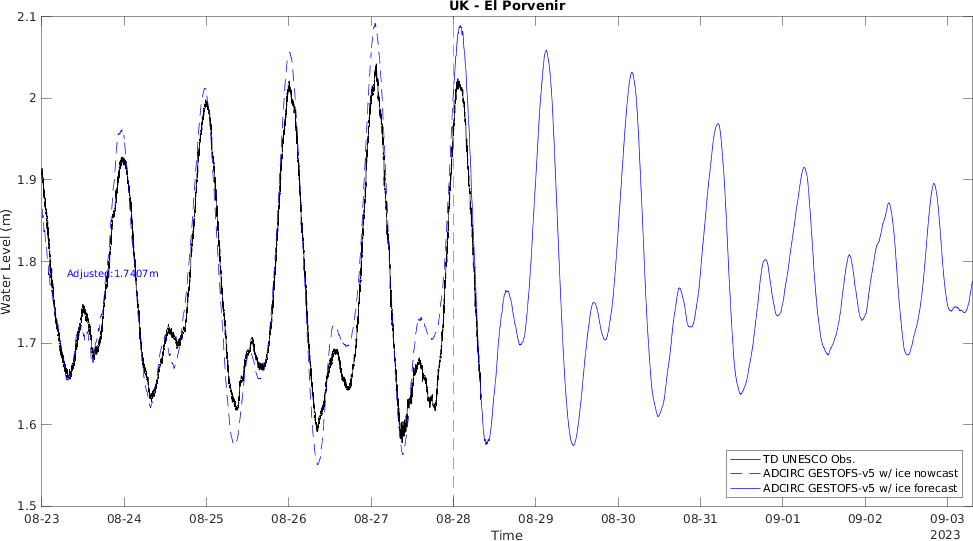 UK - El Porvenir
2.1
2
1.9
1.8
1.7
1.6
1.5
Water Level (m)
Adjusted:1.7407m
TD UNESCO Obs.
ADCIRC GESTOFS-v5 w/ ice nowcast
ADCIRC GESTOFS-v5 w/ ice forecast
08-23 08-24 08-25 08-26 08-27 08-28 08-29 08-30 08-31 09-01 09-02 09-03
2023
Time